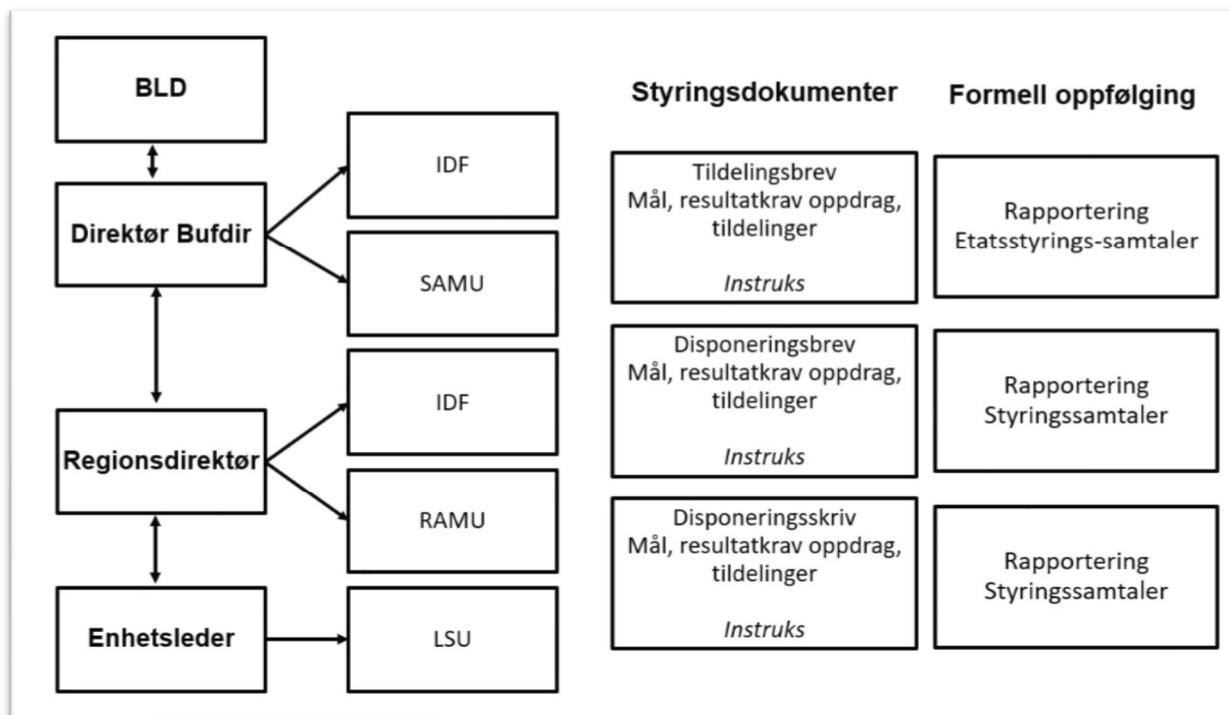 BLD
Direktør Bufdir
Regionsdirektør
Enhetsleder
IDF
SAMU
IDF
RAMU
LSU
Styringsdokumenter
Tildelingsbrev
Mål, resultatkrav oppdrag,
tildelinger
Instruks
Disponeringsbrev
Mål, resultatkrav oppdrag,
tildelinger
Instruks
Disponeringsskriv
Mål, resultatkrav oppdrag,
tildelinger
Instruks
Formell oppfølging
Rapportering
Etatsstyrings-samtaler
Rapportering
Styringssamtaler
Rapportering
Styringssamtaler